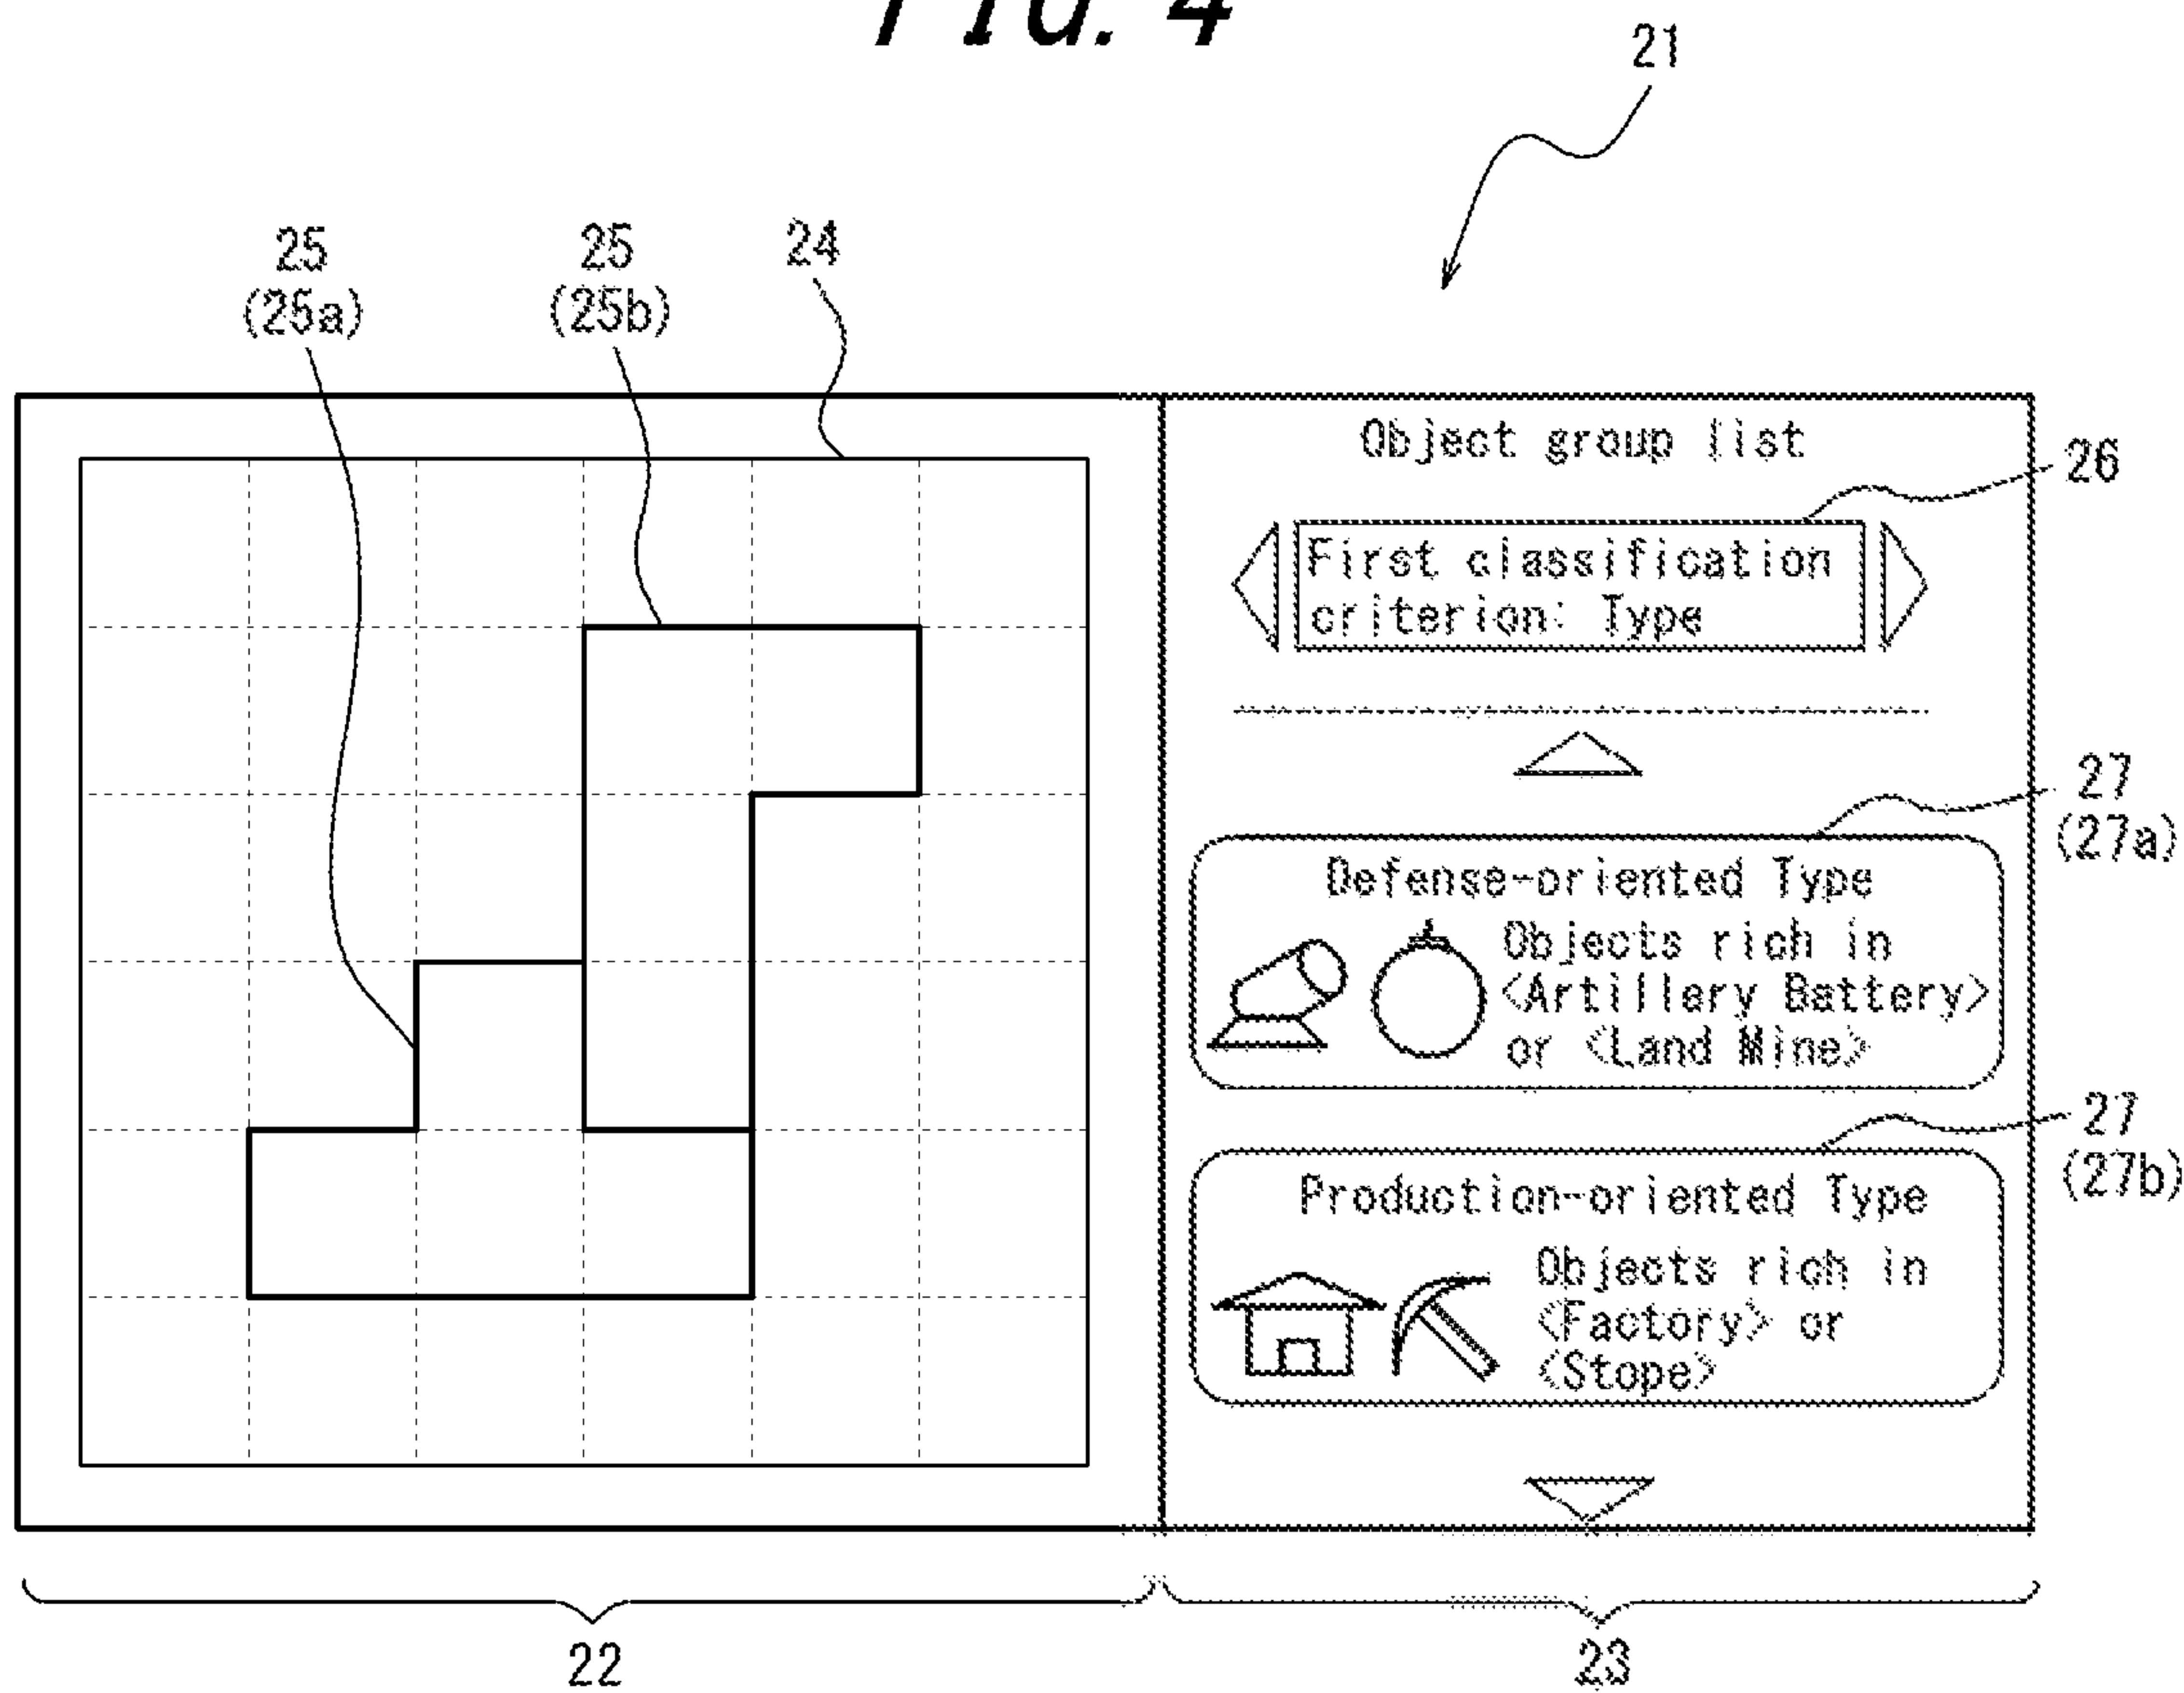 FIG. 4
21
25
(25a)
25
(25b)
24
Object group list
26
First classification
criterion: Type
27
(27a)
Defense-oriented Type
Objects rich in
<Artillery Battery>
or <Land Mine>
27
(27b)
Production-oriented Type
Objects rich in
<Factory> or
<Stope>
22
23